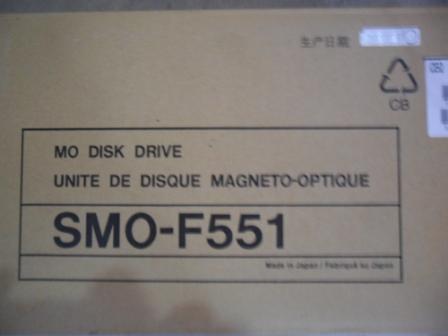 生产日期
CB
MO DISK DRIVE
UNITE DE DISQUE MAGNETO-OPTIQUE
SMO-F551
Made in Japan / Fabriqué au Japon